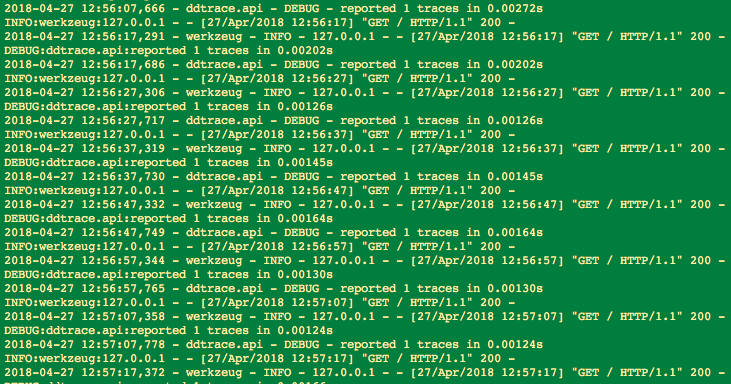 2018-04-27 12:56:07,666 - ddtrace.api - DEBUG - reported 1 traces in 0.00272s
INFO:werkzeug:127.0.0.1 - - [27/Apr/2018 12:56:17] "GET / HTTP/1.1" 200 -
2018-04-27 12:56:17,291 - werkzeug - INFO - 127.0.0.1 - - [27/Apr/2018 12:56:17] "GET / HTTP/1.1" 200 -
DEBUG:ddtrace.api:reported 1 traces in 0.00202s
2018-04-27 12:56:17,686 - ddtrace.api - DEBUG - reported 1 traces in 0.00202s
INFO:werkzeug:127.0.0.1 - - [27/Apr/2018 12:56:27] "GET / HTTP/1.1" 200 -
2018-04-27 12:56:27,306 - werkzeug - INFO - 127.0.0.1 - - [27/Apr/2018 12:56:27] "GET / HTTP/1.1" 200 -
DEBUG:ddtrace.api:reported 1 traces in 0.00126s
2018-04-27 12:56:27,717 - ddtrace.api - DEBUG - reported 1 traces in 0.00126s
INFO:werkzeug:127.0.0.1 - - [27/Apr/2018 12:56:37] "GET / HTTP/1.1" 200 -
2018-04-27 12:56:37,319 - werkzeug - INFO - 127.0.0.1 - - [27/Apr/2018 12:56:37] "GET / HTTP/1.1" 200 -
DEBUG:ddtrace.api:reported 1 traces in 0.00145s
2018-04-27 12:56:37,730 - ddtrace.api - DEBUG - reported 1 traces in 0.00145s
INFO:werkzeug:127.0.0.1 - - [27/Apr/2018 12:56:47] "GET / HTTP/1.1" 200 -
2018-04-27 12:56:47,332 - werkzeug - INFO - 127.0.0.1 - - [27/Apr/2018 12:56:47] "GET / HTTP/1.1" 200 -
DEBUG:ddtrace.api:reported 1 traces in 0.00164s
2018-04-27 12:56:47,749 - ddtrace.api - DEBUG - reported 1 traces in 0.00164s
INFO:werkzeug:127.0.0.1 - - [27/Apr/2018 12:56:57] "GET / HTTP/1.1" 200 -
2018-04-27 12:56:57,344 - werkzeug - INFO - 127.0.0.1 - - [27/Apr/2018 12:56:57] "GET / HTTP/1.1" 200 -
DEBUG:ddtrace.api:reported 1 traces in 0.00130s
2018-04-27 12:56:57,765 - ddtrace.api - DEBUG - reported 1 traces in 0.00130s
INFO:werkzeug:127.0.0.1 - - [27/Apr/2018 12:57:07] "GET / HTTP/1.1" 200 -
2018-04-27 12:57:07,358 - werkzeug - INFO - 127.0.0.1 - - [27/Apr/2018 12:57:07] "GET / HTTP/1.1" 200 -
DEBUG:ddtrace.api:reported 1 traces in 0.00124s
2018-04-27 12:57:07,778 - ddtrace.api - DEBUG - reported 1 traces in 0.00124s
INFO:werkzeug:127.0.0.1 - - [27/Apr/2018 12:57:17] "GET / HTTP/1.1" 200 -
2018-04-27 12:57:17,372 - werkzeug - INFO - 127.0.0.1 - - [27/Apr/2018 12:57:17] "GET / HTTP/1.1" 200 -